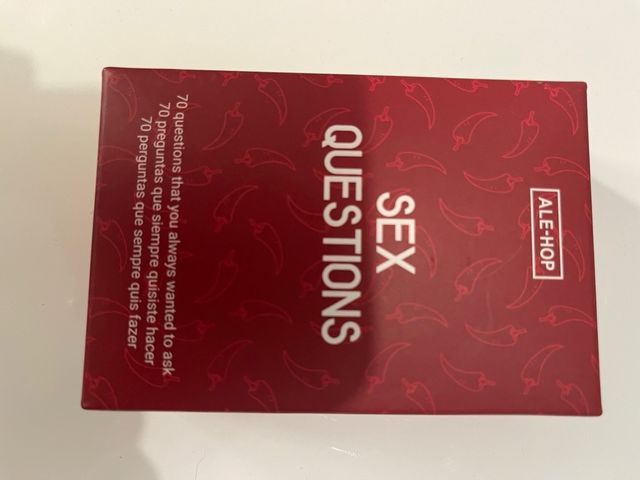 ALE-HOP
SEX
QUESTIONS
70 questions that you always wanted to ask
70 preguntas que siempre quisiste hacer
70 perguntas que sempre quis fazer